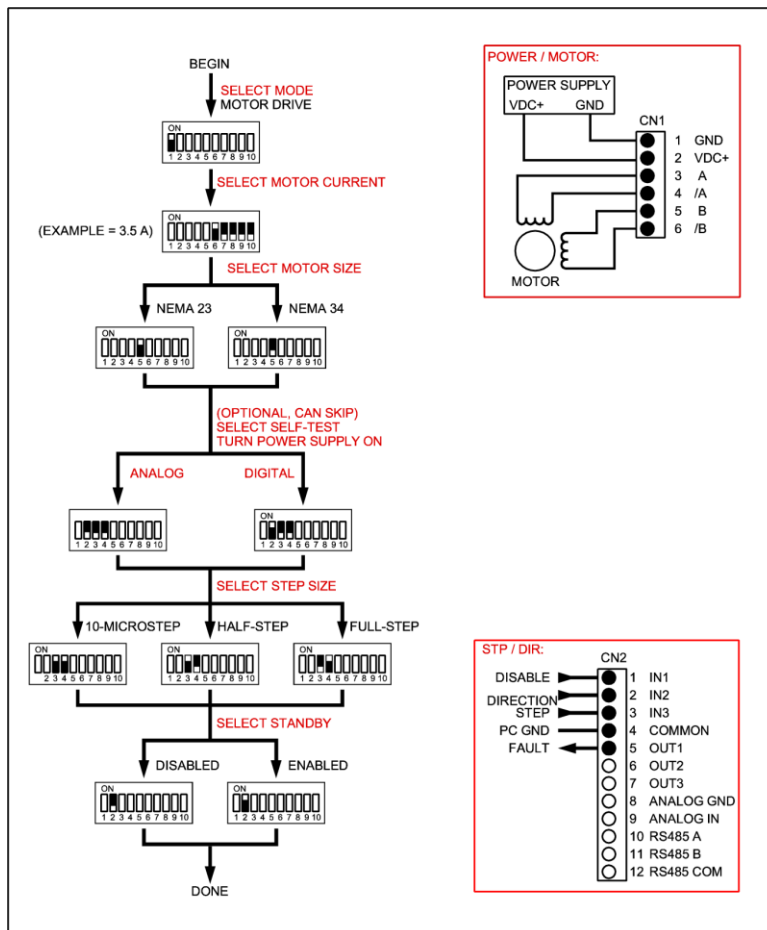 BEGIN
SELECT MODE
MOTOR DRIVE
ON
1 2 3 4 5 6 7 8 9 10
SELECT MOTOR CURRENT
(EXAMPLE = 3.5 A)
ON
1 2 3 4 5 6 7 8 9 10
SELECT MOTOR SIZE
NEMA 23
NEMA 34
ON
1 2 3 4 5 6 7 8 9 10
ON
1 2 3 4 5 6 7 8 9 10
(OPTIONAL, CAN SKIP)
SELECT SELF-TEST
TURN POWER SUPPLY ON
ANALOG
DIGITAL
ON
1 2 3 4 5 6 7 8 9 10
ON
1 2 3 4 5 6 7 8 9 10
SELECT STEP SIZE
10-MICROSTEP
HALF-STEP
FULL-STEP
ON
1 2 3 4 5 6 7 8 9 10
ON
1 2 3 4 5 6 7 8 9 10
ON
1 2 3 4 5 6 7 8 9 10
SELECT STANDBY
DISABLED
ENABLED
ON
1 2 3 4 5 6 7 8 9 10
ON
1 2 3 4 5 6 7 8 9 10
DONE
POWER / MOTOR:
POWER SUPPLY
VDC+ GND
CN1
1 GND
2 VDC+
3 A
4 /A
5 B
6 /B
MOTOR
STP / DIR:
CN2
DISABLE 1 IN1
DIRECTION 2 IN2
STEP 3 IN3
PC GND 4 COMMON
FAULT 5 OUT1
6 OUT2
7 OUT3
8 ANALOG GND
9 ANALOG IN
10 RS485 A
11 RS485 B
12 RS485 COM